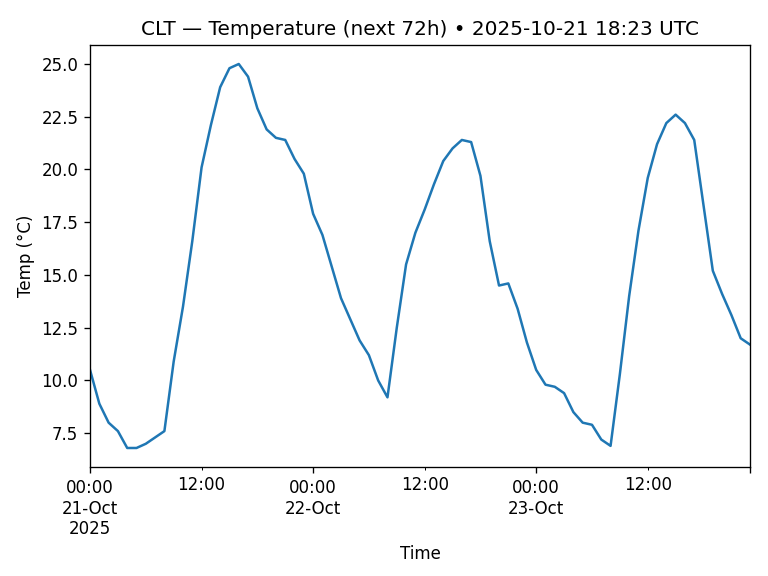 CLT — Temperature (next 72h) • 2025-10-21 18:23 UTC
Temp (°C)
25.0
22.5
20.0
17.5
15.0
12.5
10.0
7.5
00:00 12:00 00:00 12:00 00:00 12:00
21-Oct 22-Oct 23-Oct
2025
Time